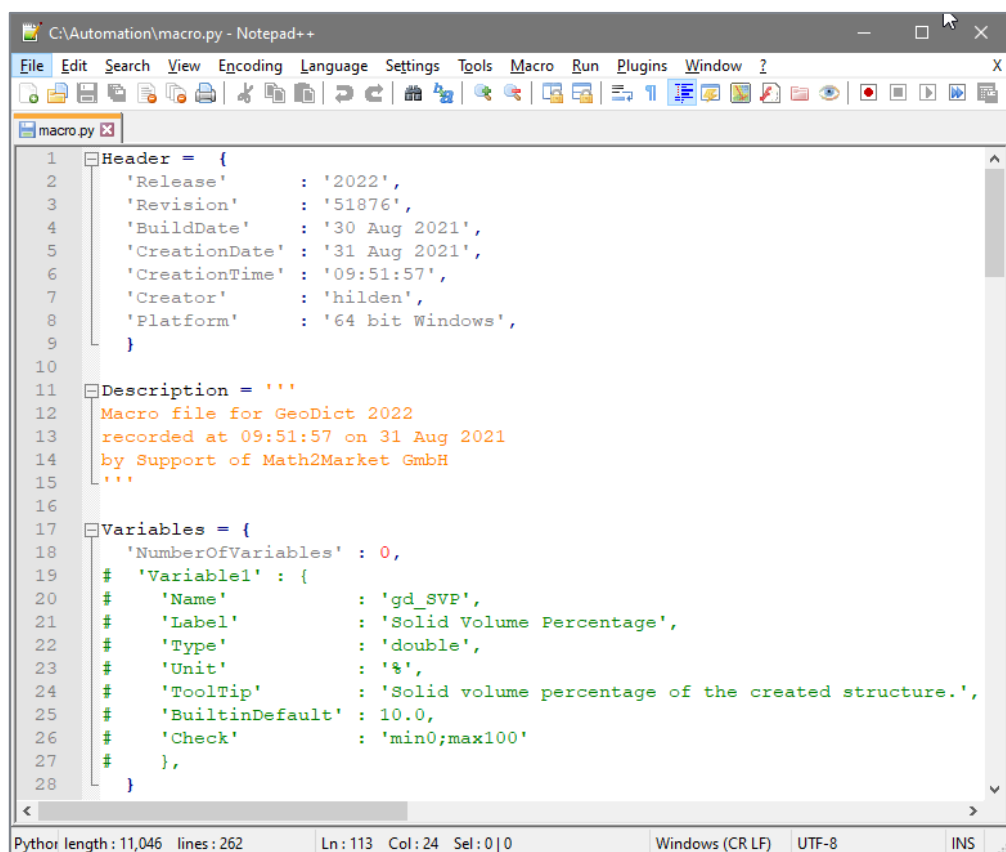 C:\Automation\macro.py - Notepad++
File Edit Search View Encoding Language Settings Tools Macro Run Plugins Window ? X
macro.py
1 Header =  {
2   'Release'      : '2022',
3   'Revision'     : '51876',
4   'BuildDate'    : '30 Aug 2021',
5   'CreationDate' : '31 Aug 2021',
6   'CreationTime' : '09:51:57',
7   'Creator'      : 'hilden',
8   'Platform'     : '64 bit Windows',
9   }
10
11 Description = '''
12 Macro file for GeoDict 2022
13 recorded at 09:51:57 on 31 Aug 2021
14 by Support of Math2Market GmbH
15 '''
16
17 Variables = {
18   'NumberOfVariables' : 0,
19 #  'Variable1' : {
20 #    'Name'           : 'gd_SVP',
21 #    'Label'          : 'Solid Volume Percentage',
22 #    'Type'           : 'double',
23 #    'Unit'           : '%',
24 #    'ToolTip'        : 'Solid volume percentage of the created structure.',
25 #    'BuiltinDefault' : 10.0,
26 #    'Check'          : 'min0;max100'
27 #    },
28   }
Python length : 11,046 lines : 262 Ln : 113 Col : 24 Sel : 0 | 0 Windows (CR LF) UTF-8 INS